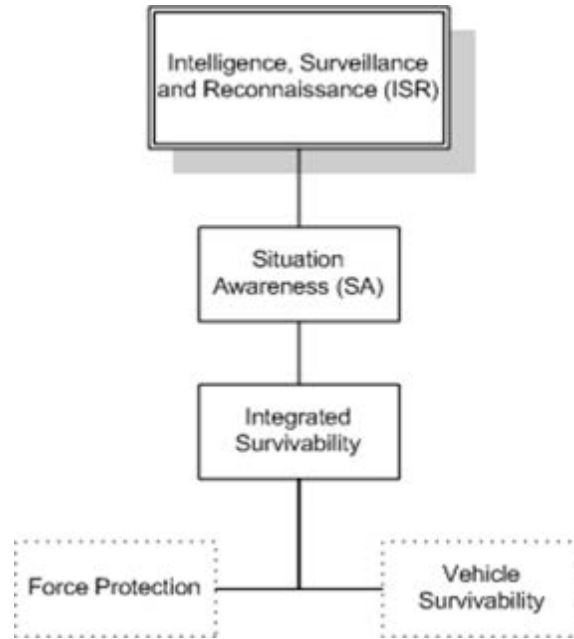 Intelligence, Surveillance
and Reconnaissance (ISR)
Situation
Awareness (SA)
Integrated
Survivability
Force Protection
Vehicle
Survivability